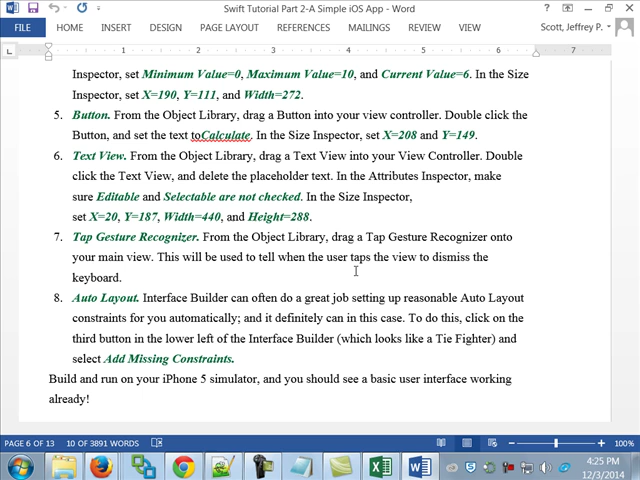 Swift Tutorial Part 2-A Simple iOS App - Word
FILE HOME INSERT DESIGN PAGE LAYOUT REFERENCES MAILINGS REVIEW VIEW Scott, Jeffrey P.
1 2 3 4 5 6 7
Inspector, set Minimum Value=0, Maximum Value=10, and Current Value=6. In the Size
Inspector, set X=190, Y=111, and Width=272.
5. Button. From the Object Library, drag a Button into your view controller. Double click the
Button, and set the text toCalculate. In the Size Inspector, set X=208 and Y=149.
6. Text View. From the Object Library, drag a Text View into your View Controller. Double
click the Text View, and delete the placeholder text. In the Attributes Inspector, make
sure Editable and Selectable are not checked. In the Size Inspector,
set X=20, Y=187, Width=440, and Height=288.
7. Tap Gesture Recognizer. From the Object Library, drag a Tap Gesture Recognizer onto
your main view. This will be used to tell when the user taps the view to dismiss the
keyboard.
8. Auto Layout. Interface Builder can often do a great job setting up reasonable Auto Layout
constraints for you automatically; and it definitely can in this case. To do this, click on the
third button in the lower left of the Interface Builder (which looks like a Tie Fighter) and
select Add Missing Constraints.
Build and run on your iPhone 5 simulator, and you should see a basic user interface working
already!
PAGE 6 OF 13 10 OF 3891 WORDS 100%
4:25 PM
12/3/2014